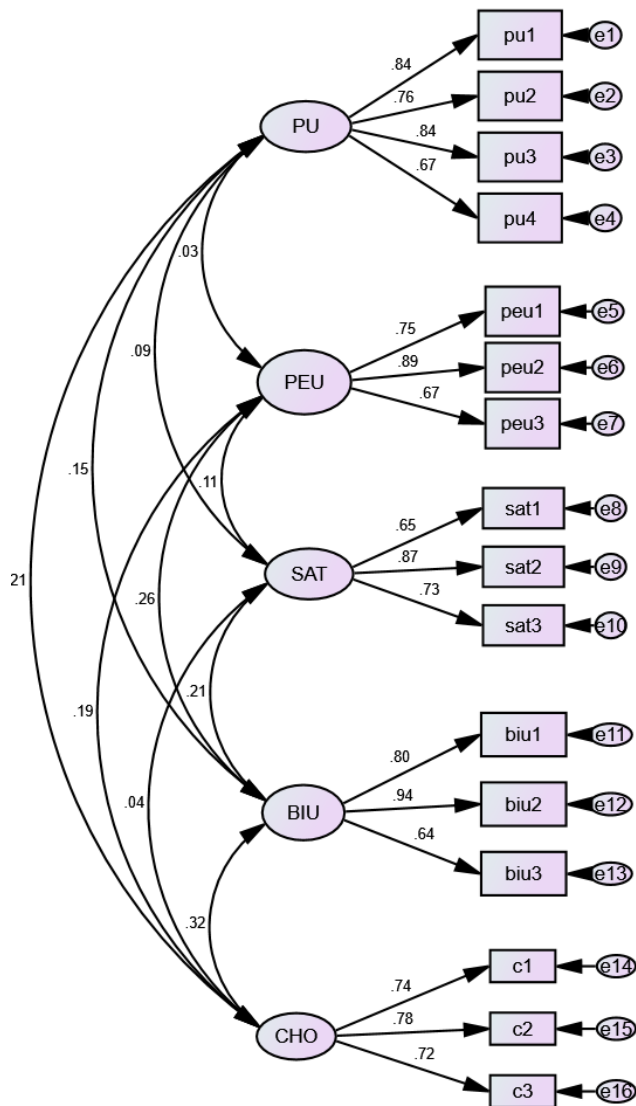 pu1 e1
.84
pu2 e2
.76
PU
.84 pu3 e3
.67
pu4 e4
.03
peu1 e5
.75
.09
PEU .89 peu2 e6
.67
peu3 e7
.15
.11
sat1 e8
.65
SAT .87 sat2 e9
21
.26 .73
sat3 e10
.21
.19
biu1 e11
.80
.04
BIU .94 biu2 e12
.64
biu3 e13
.32
c1 e14
.74
.78
CHO c2 e15
.72
c3 e16